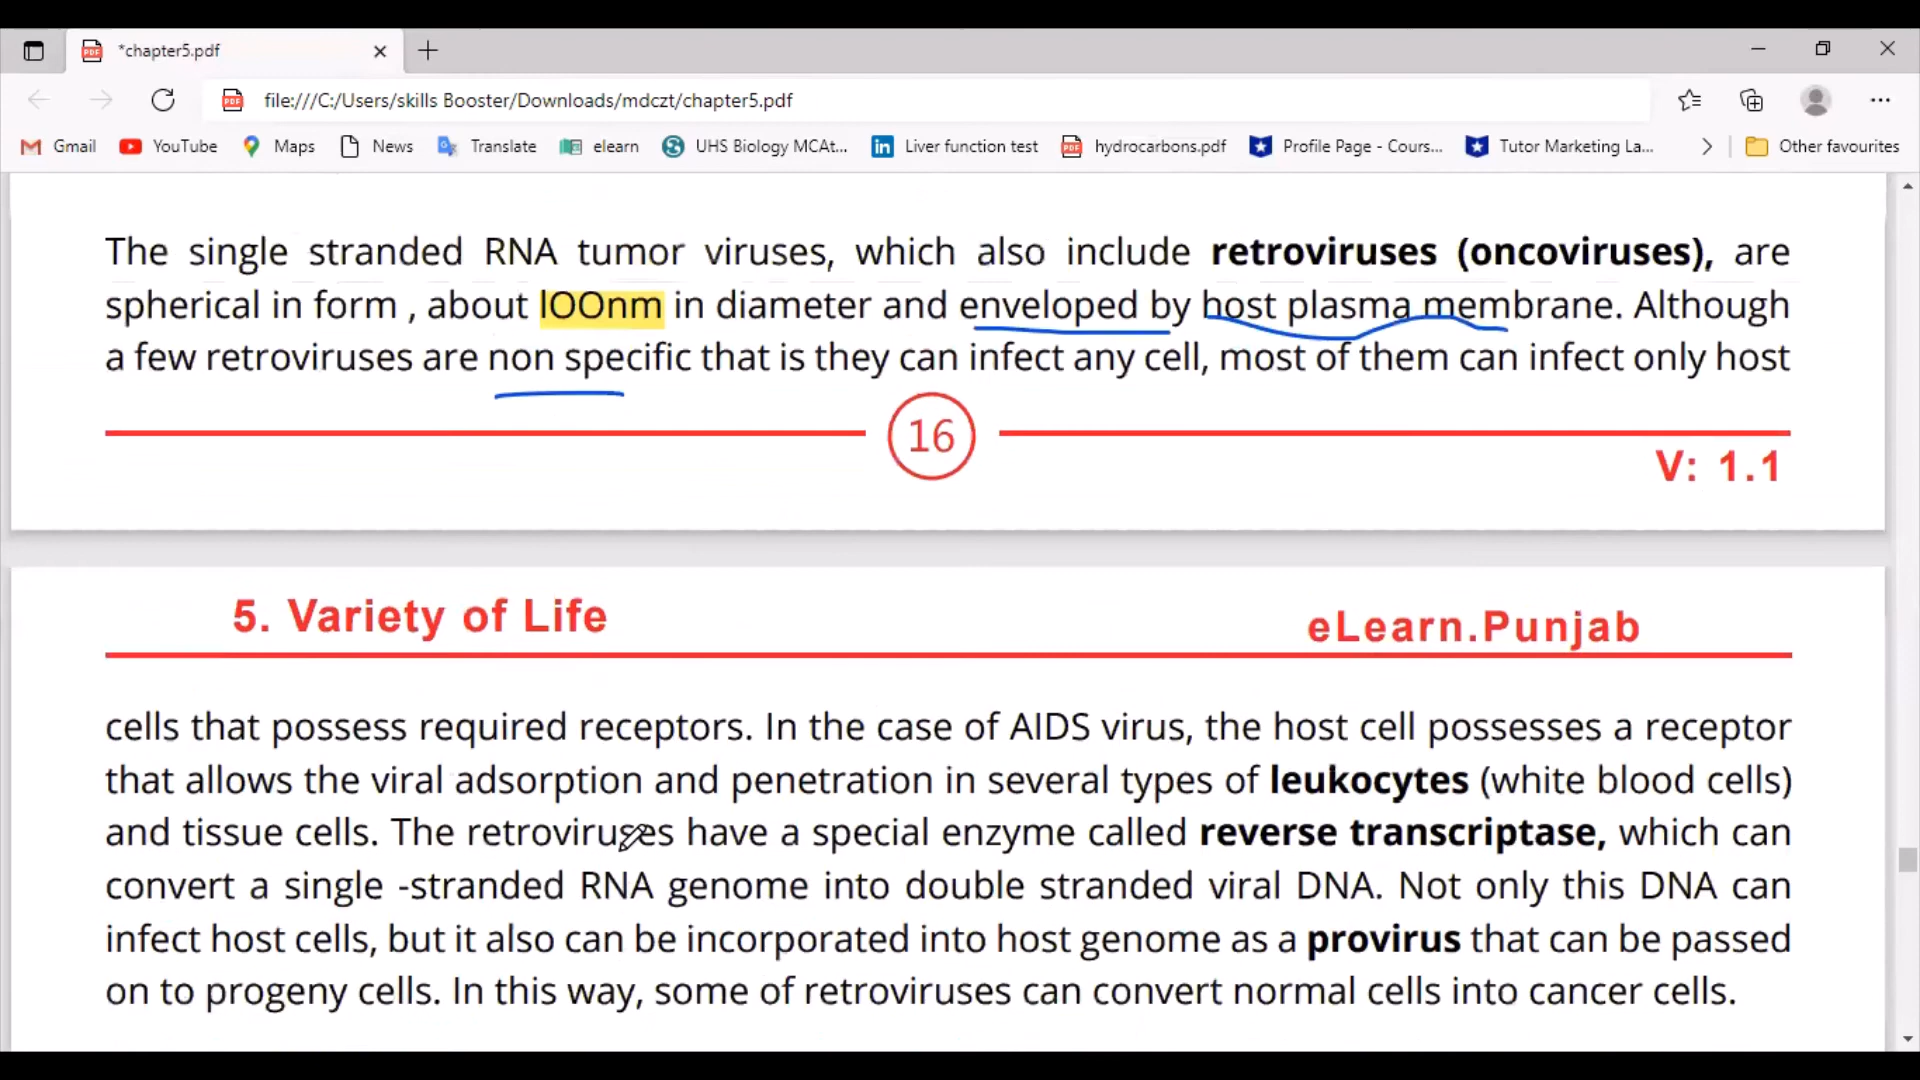 *chapter5.pdf
file:///C:/Users/skills Booster/Downloads/mdczt/chapter5.pdf
Gmail YouTube Maps News Translate elearn UHS Biology MCAt... Liver function test hydrocarbons.pdf Profile Page - Cours... Tutor Marketing La... Other favourites
The single stranded RNA tumor viruses, which also include retroviruses (oncoviruses), are
spherical in form , about lOOnm in diameter and enveloped by host plasma membrane. Although
a few retroviruses are non specific that is they can infect any cell, most of them can infect only host
16
V: 1.1
5. Variety of Life
eLearn.Punjab
cells that possess required receptors. In the case of AIDS virus, the host cell possesses a receptor
that allows the viral adsorption and penetration in several types of leukocytes (white blood cells)
and tissue cells. The retroviruses have a special enzyme called reverse transcriptase, which can
convert a single -stranded RNA genome into double stranded viral DNA. Not only this DNA can
infect host cells, but it also can be incorporated into host genome as a provirus that can be passed
on to progeny cells. In this way, some of retroviruses can convert normal cells into cancer cells.